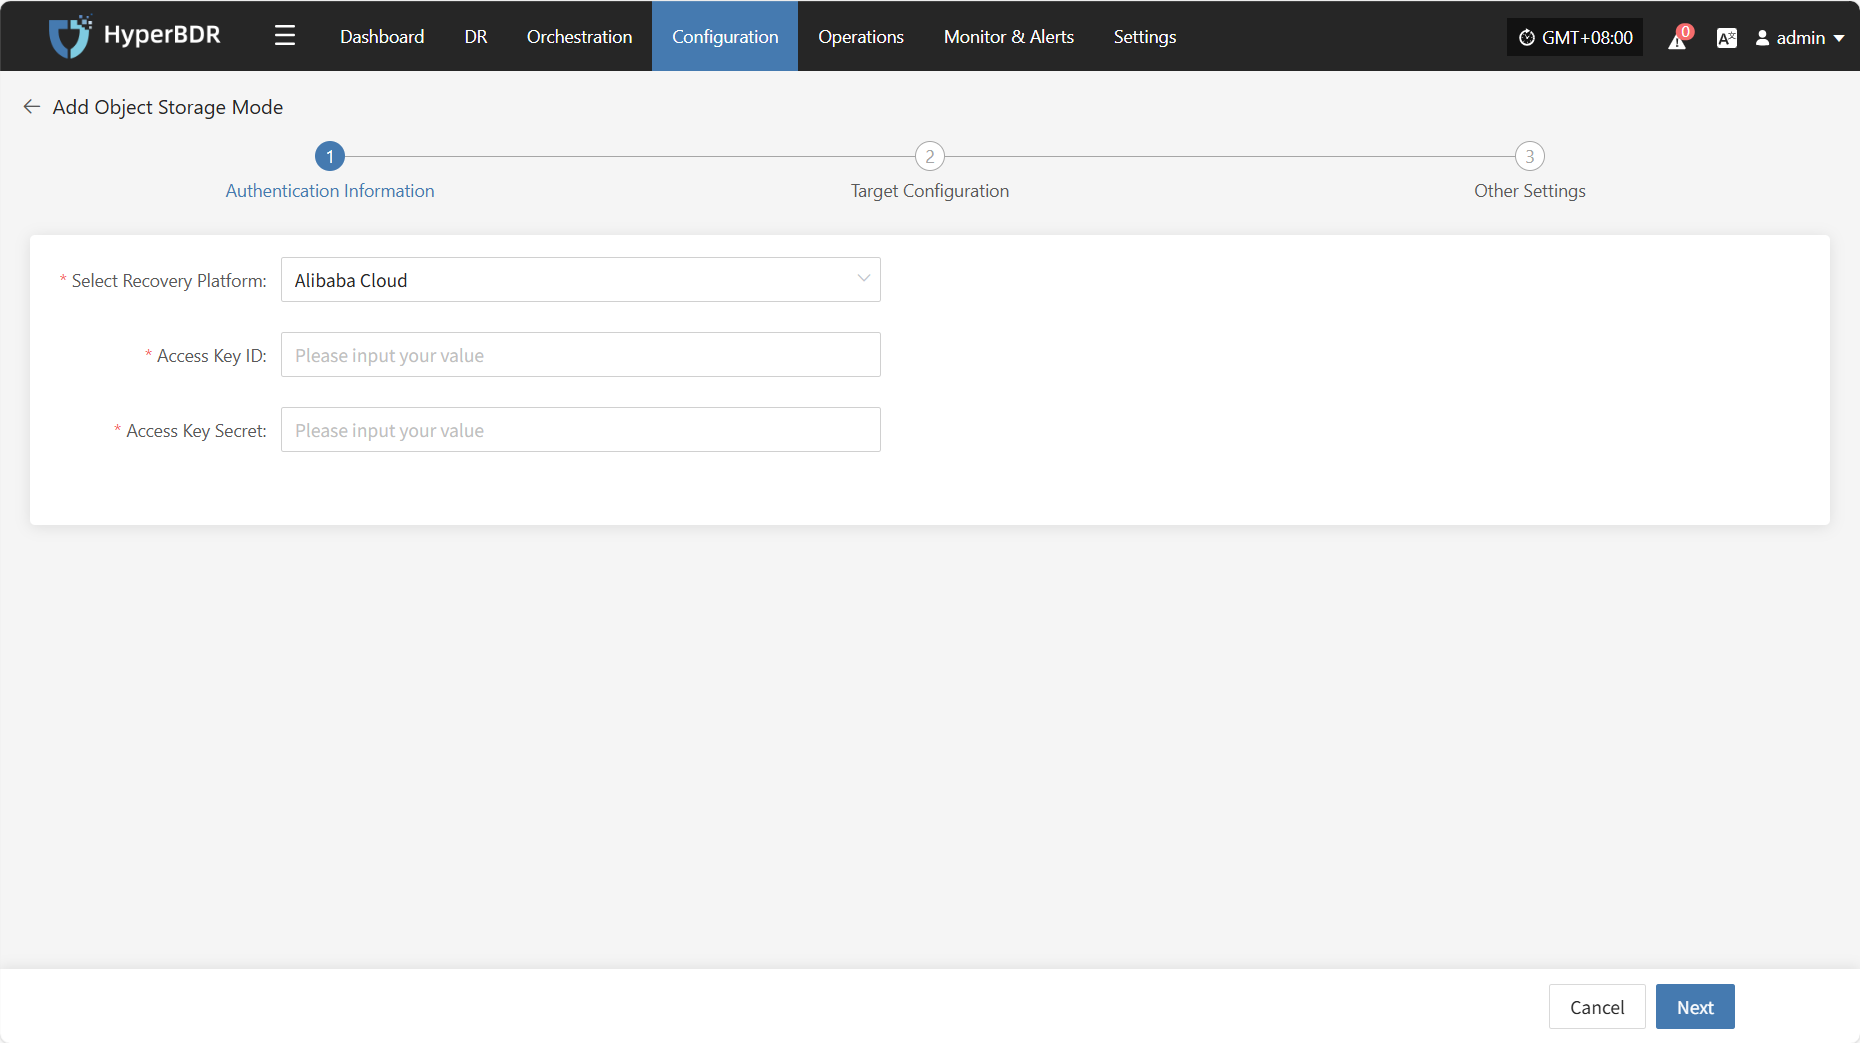 HyperBDR
Dashboard
DR
Orchestration
Configuration
Operations
Monitor & Alerts
Settings
GMT+08:00
0
admin
Add Object Storage Mode
1
2
3
Authentication Information
Target Configuration
Other Settings
* Select Recovery Platform:
Alibaba Cloud
* Access Key ID:
Please input your value
* Access Key Secret:
Please input your value
Cancel
Next